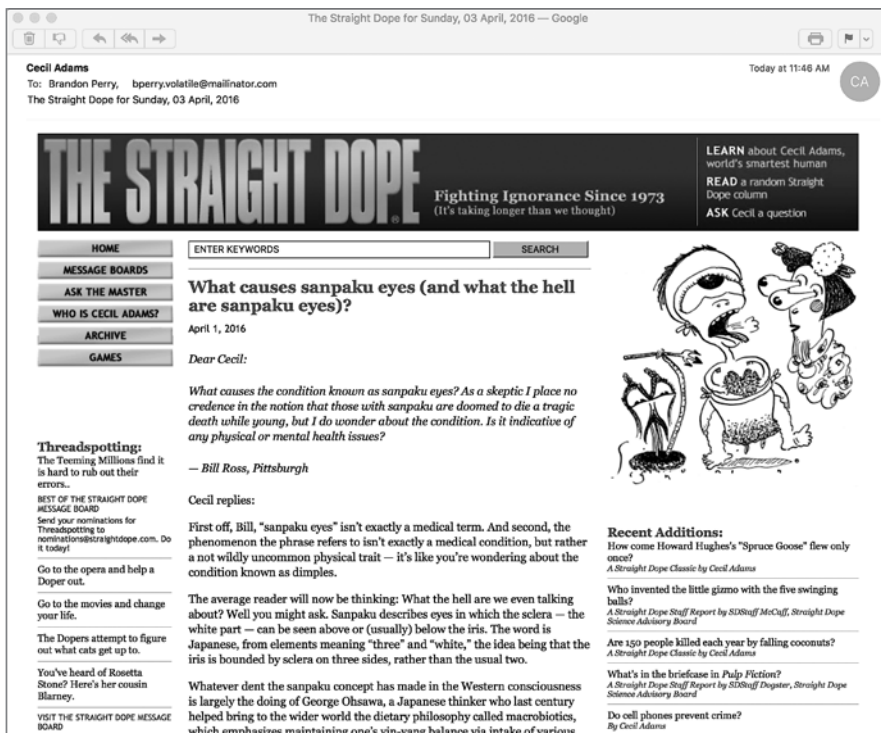 The Straight Dope for Sunday, 03 April, 2016 — Google
Cecil Adams
To: Brandon Perry, bperry.volatile@mailinator.com
The Straight Dope for Sunday, 03 April, 2016
Today at 11:46 AM
CA
THE STRAIGHT DOPE®
Fighting Ignorance Since 1973
(It's taking longer than we thought)
LEARN about Cecil Adams,
world's smartest human
READ a random Straight
Dope column
ASK Cecil a question
HOME
MESSAGE BOARDS
ASK THE MASTER
WHO IS CECIL ADAMS?
ARCHIVE
GAMES
Threadspotting:
The Teeming Millions find it
is hard to rub out their
errors..
BEST OF THE STRAIGHT DOPE
MESSAGE BOARD
Send your nominations for
Threadspotting to
nominations@straightdope.com. Do
it today!
Go to the opera and help a
Doper out.
Go to the movies and change
your life.
The Dopers attempt to figure
out what cats get up to.
You've heard of Rosetta
Stone? Here's her cousin
Blarney.
VISIT THE STRAIGHT DOPE MESSAGE
BOARD
ENTER KEYWORDS
SEARCH
What causes sanpaku eyes (and what the hell
are sanpaku eyes)?
April 1, 2016
Dear Cecil:
What causes the condition known as sanpaku eyes? As a skeptic I place no
credence in the notion that those with sanpaku are doomed to die a tragic
death while young, but I do wonder about the condition. Is it indicative of
any physical or mental health issues?
— Bill Ross, Pittsburgh
Cecil replies:
First off, Bill, "sanpaku eyes" isn't exactly a medical term. And second, the
phenomenon the phrase refers to isn't exactly a medical condition, but rather
a not wildly uncommon physical trait — it's like you're wondering about the
condition known as dimples.
The average reader will now be thinking: What the hell are we even talking
about? Well you might ask. Sanpaku describes eyes in which the sclera — the
white part — can be seen above or (usually) below the iris. The word is
Japanese, from elements meaning "three" and "white," the idea being that the
iris is bounded by sclera on three sides, rather than the usual two.
Whatever dent the sanpaku concept has made in the Western consciousness
is largely the doing of George Ohsawa, a Japanese thinker who last century
helped bring to the wider world the dietary philosophy called macrobiotics,
which emphasizes maintaining one's yin-yang balance via intake of various
Recent Additions:
How come Howard Hughes's "Spruce Goose" flew only
once?
A Straight Dope Classic by Cecil Adams
Who invented the little gizmo with the five swinging
balls?
A Straight Dope Staff Report by SDStaff McCaff, Straight Dope
Science Advisory Board
Are 150 people killed each year by falling coconuts?
A Straight Dope Classic by Cecil Adams
What's in the briefcase in Pulp Fiction?
A Straight Dope Staff Report by SDStaff Dogster, Straight Dope
Science Advisory Board
Do cell phones prevent crime?
By Cecil Adams